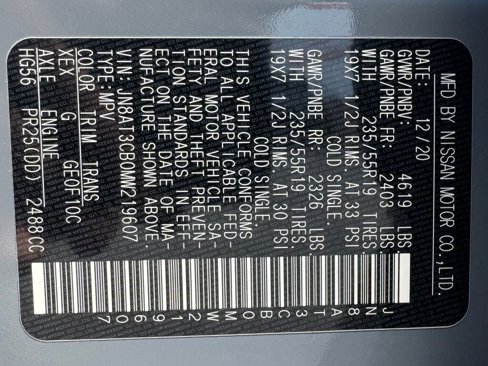 MFD BY NISSAN MOTOR CO.,LTD.
DATE: 12/20
GVWR/PNBV: 4619 LBS.
GAWR/PNBE FR: 2403 LBS.
WITH 235/55R19 TIRES
19X7 1/2J RIMS AT 33 PSI
COLD SINGLE.
GAWR/PNBE RR: 2326 LBS.
WITH 235/55R19 TIRES
19X7 1/2J RIMS AT 30 PSI
COLD SINGLE.
THIS VEHICLE CONFORMS
TO ALL APPLICABLE FED-
ERAL MOTOR VEHICLE SA-
FETY AND THEFT PREVEN-
TION STANDARDS IN EFF-
ECT ON THE DATE OF MA-
NUFACTURE SHOWN ABOVE.
VIN: JN8AT3CB0MW219607
TYPE: MPV
COLOR TRIM TRANS
XEX G GE0F10C
AXLE ENGINE
HG56 PR25(DD) 2488CC
JN8AT3CB0MW219607